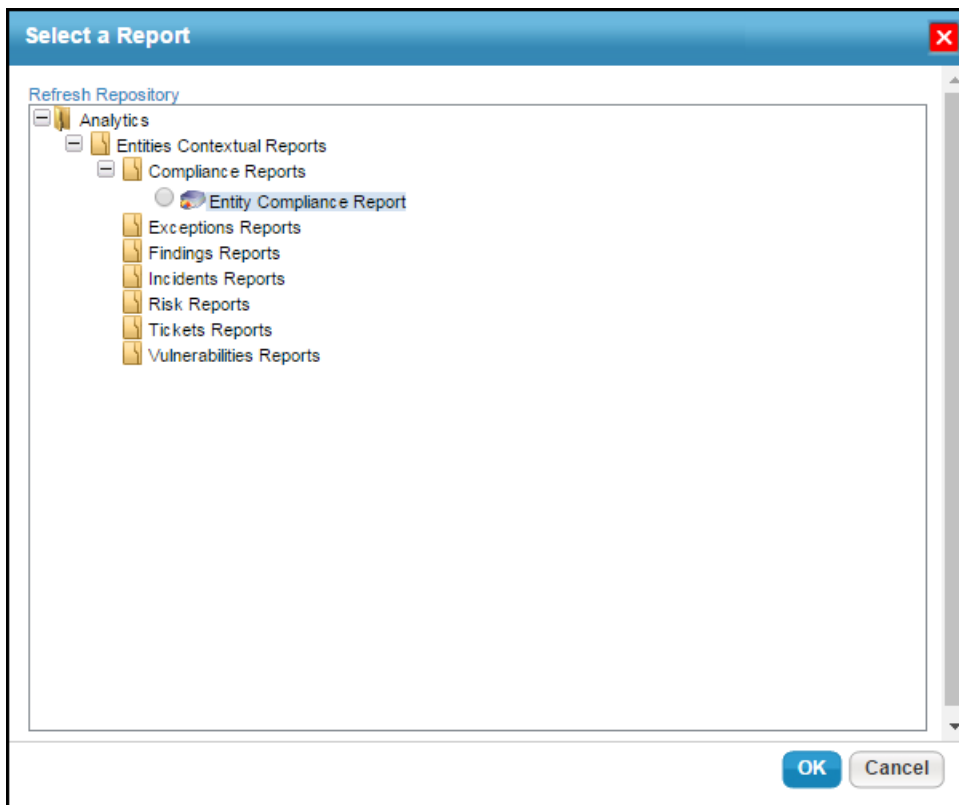 Select a Report
Refresh Repository
Analytics
Entities Contextual Reports
Compliance Reports
Entity Compliance Report
Exceptions Reports
Findings Reports
Incidents Reports
Risk Reports
Tickets Reports
Vulnerabilities Reports
OK Cancel